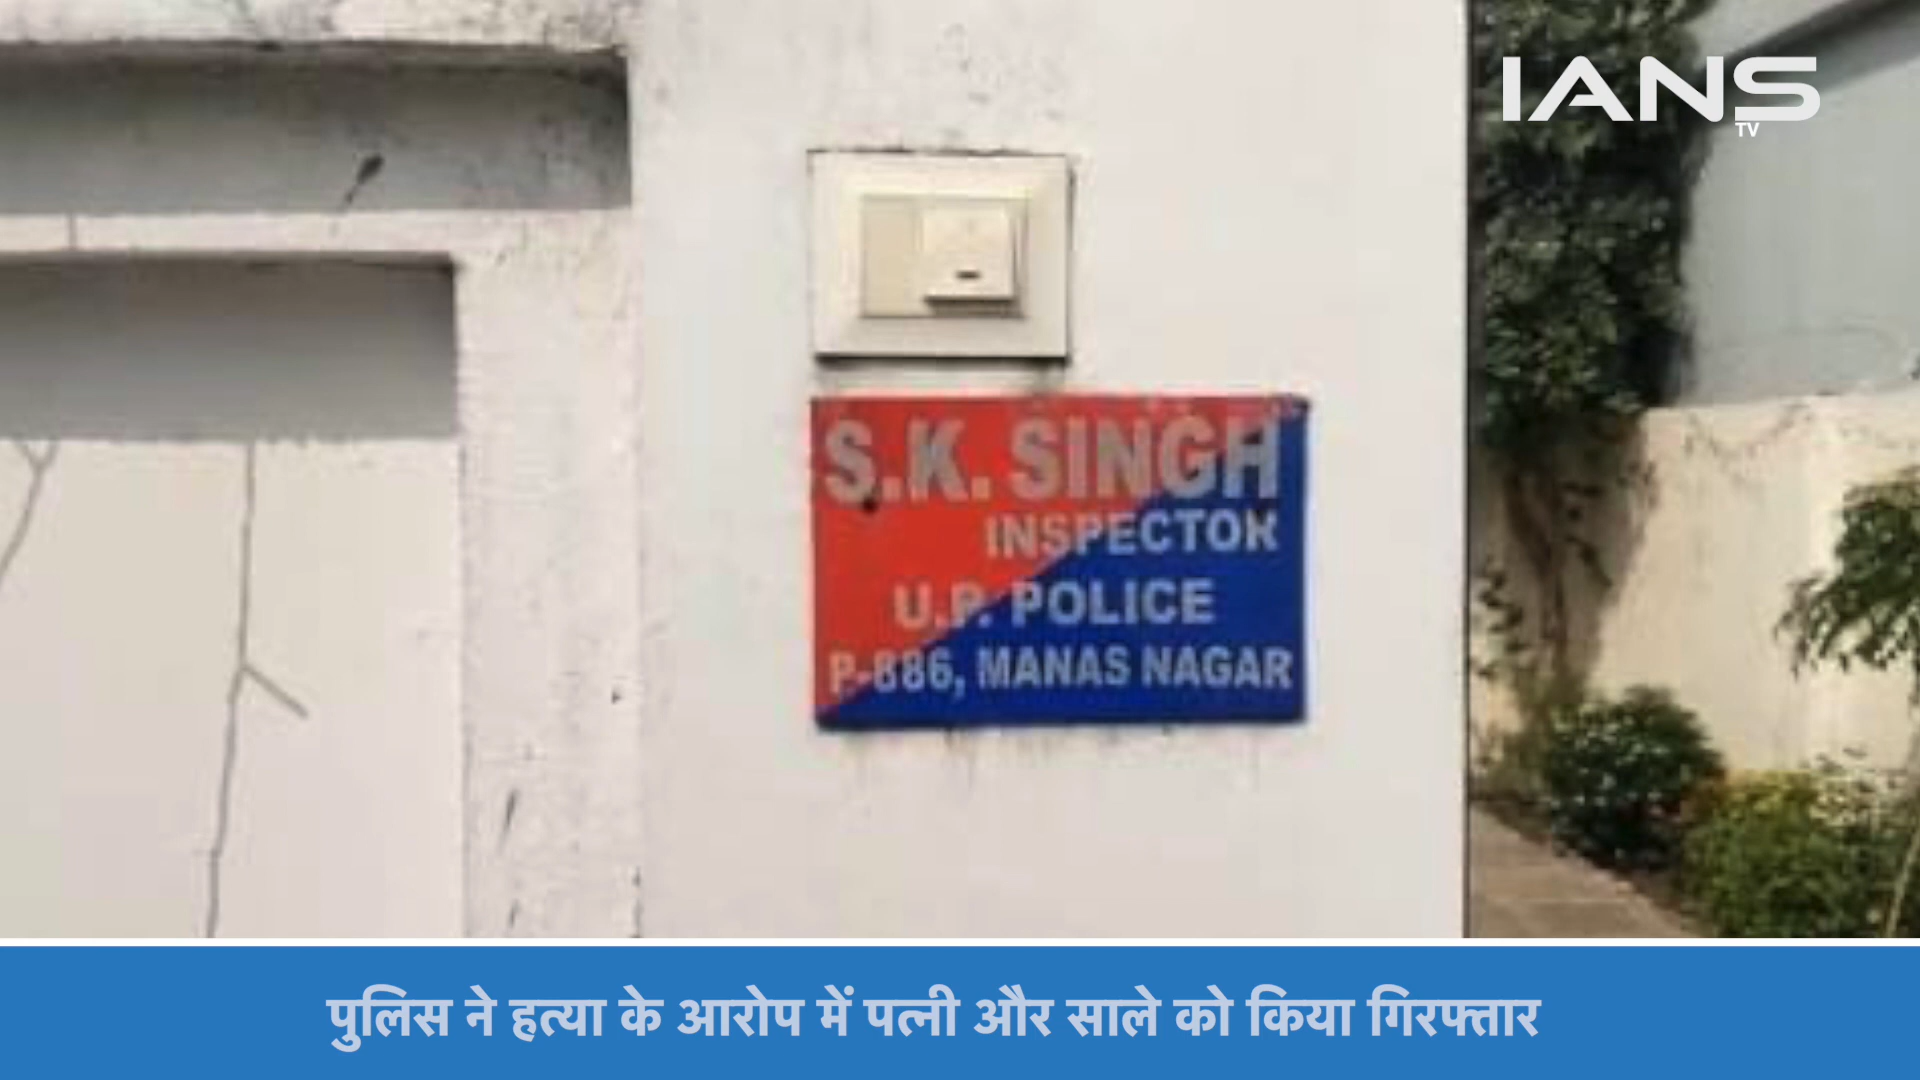 IANS
TV
S.K. SINGH
INSPECTOR
U.P. POLICE
P-886, MANAS NAGAR
पुलिस ने हत्या के आरोप में पत्नी और साले को किया गिरफ्तार